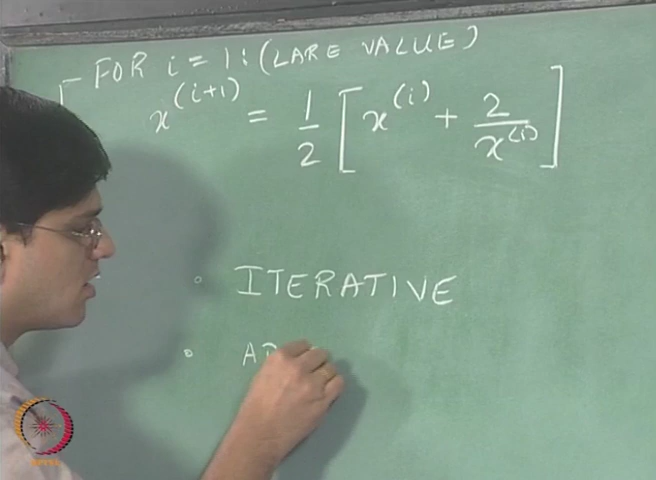 FOR i = 1 : (LARE VALUE)
x^(i+1) = 1/2 [ x^(i) + 2/x^(i) ]
• ITERATIVE
•